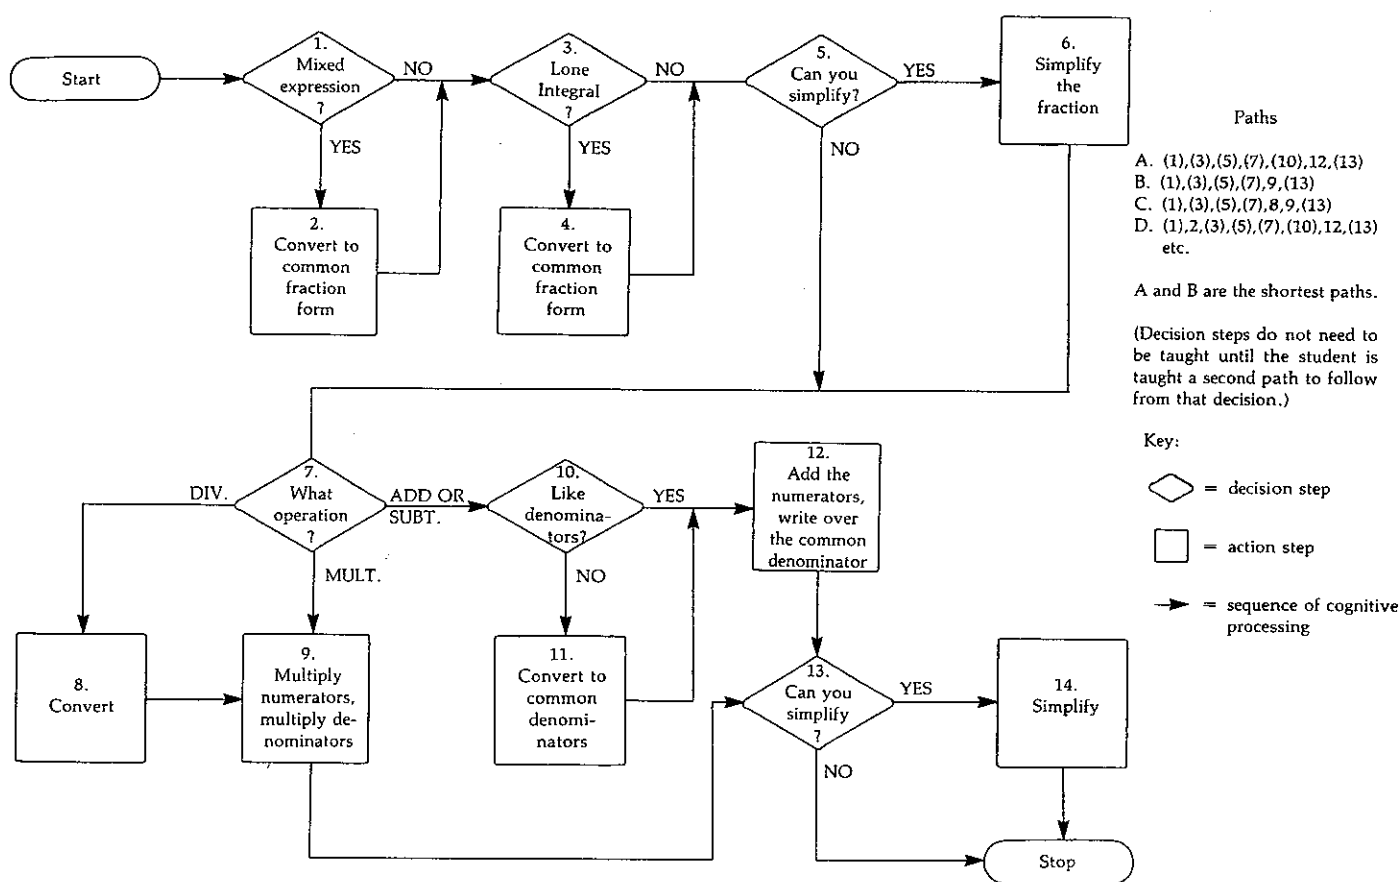 Start
1.
Mixed
expression
?
NO
YES
2.
Convert to
common
fraction
form
3.
Lone
Integral
?
NO
YES
4.
Convert to
common
fraction
form
5.
Can you
simplify?
YES
NO
6.
Simplify
the
fraction
Paths
A. (1),(3),(5),(7),(10),12,(13)
B. (1),(3),(5),(7),9,(13)
C. (1),(3),(5),(7),8,9,(13)
D. (1),2,(3),(5),(7),(10),12,(13)
etc.
A and B are the shortest paths.
(Decision steps do not need to
be taught until the student is
taught a second path to follow
from that decision.)
Key:
= decision step
= action step
= sequence of cognitive
processing
7.
What
operation
?
DIV.
ADD OR
SUBT.
MULT.
8.
Convert
9.
Multiply
numerators,
multiply de-
nominators
10.
Like
denomina-
tors?
YES
NO
11.
Convert to
common
denomi-
nators
12.
Add the
numerators,
write over
the common
denominator
13.
Can you
simplify
?
YES
NO
14.
Simplify
Stop